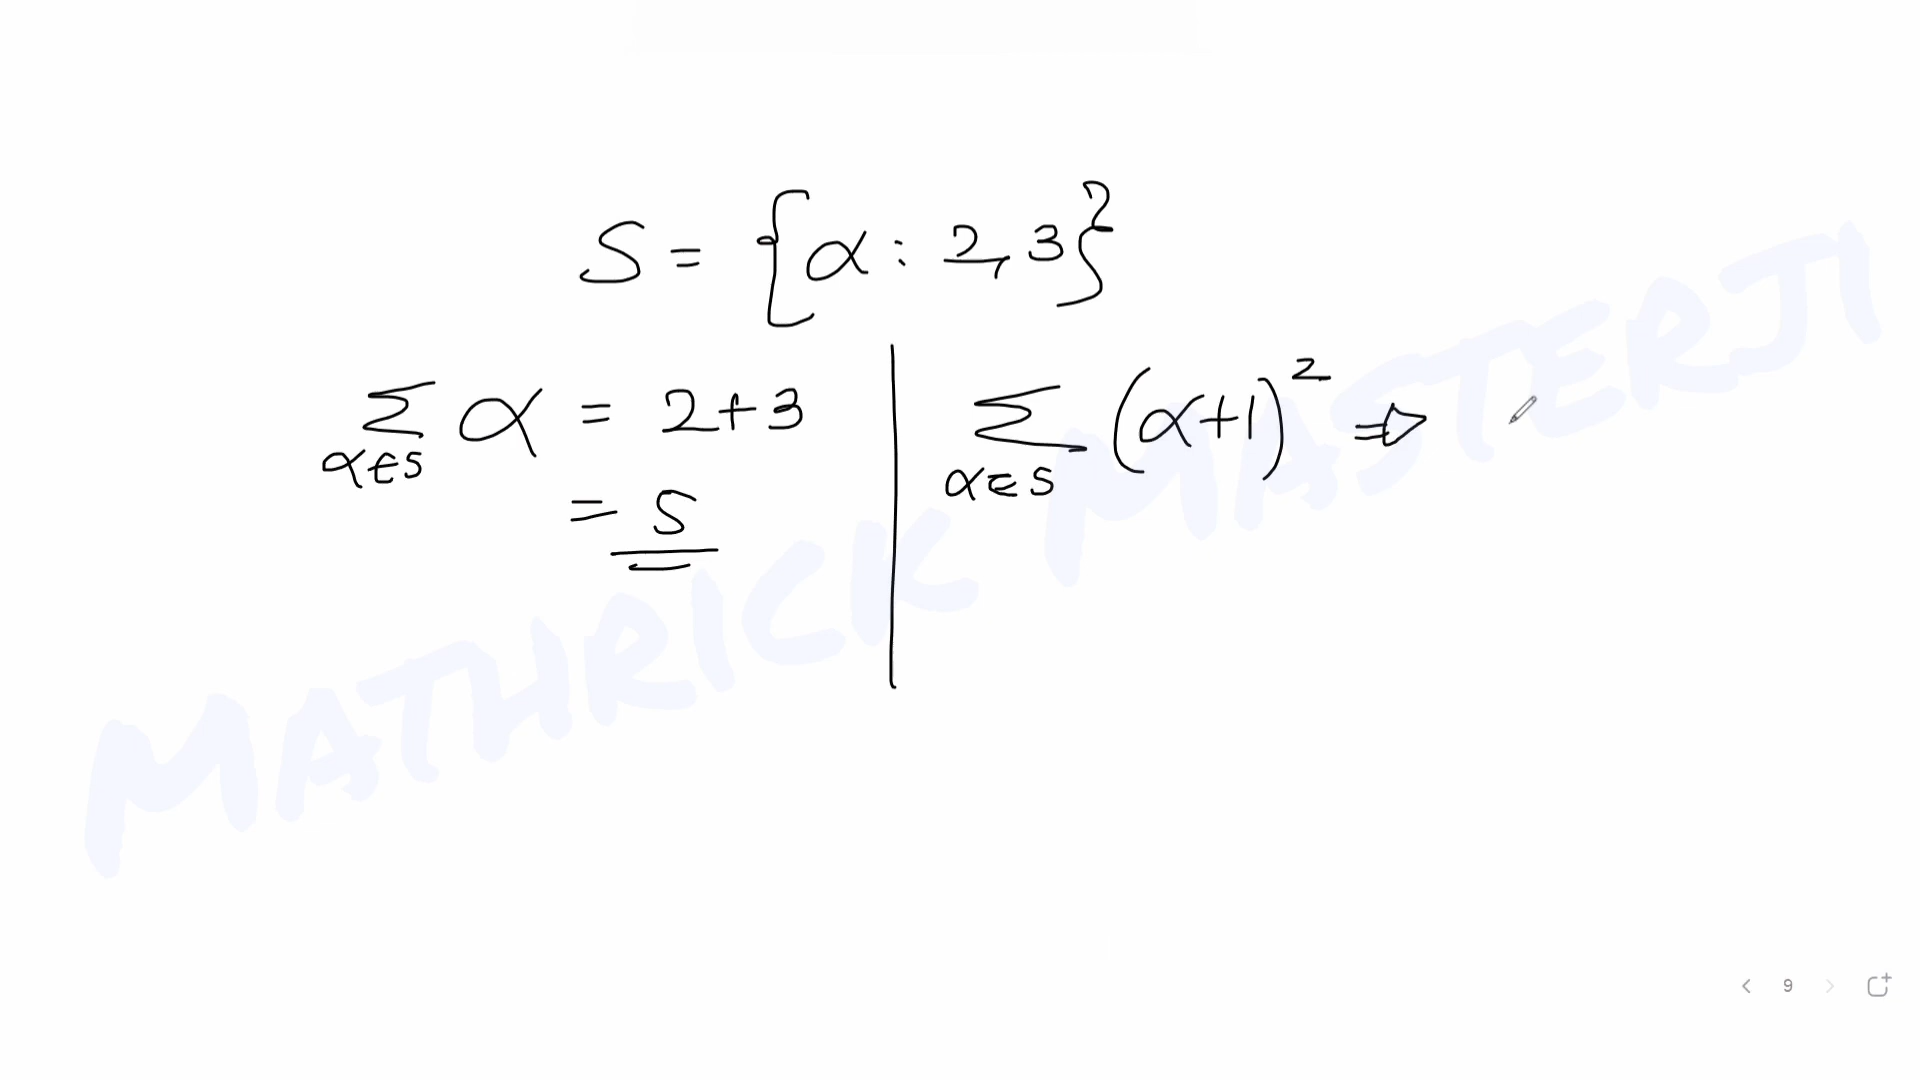 S = {α : 2, 3}
∑ α = 2+3
α∈S
= 5
∑ (α+1)² ⇒
α∈S
MATHRICK MASTERJI
9